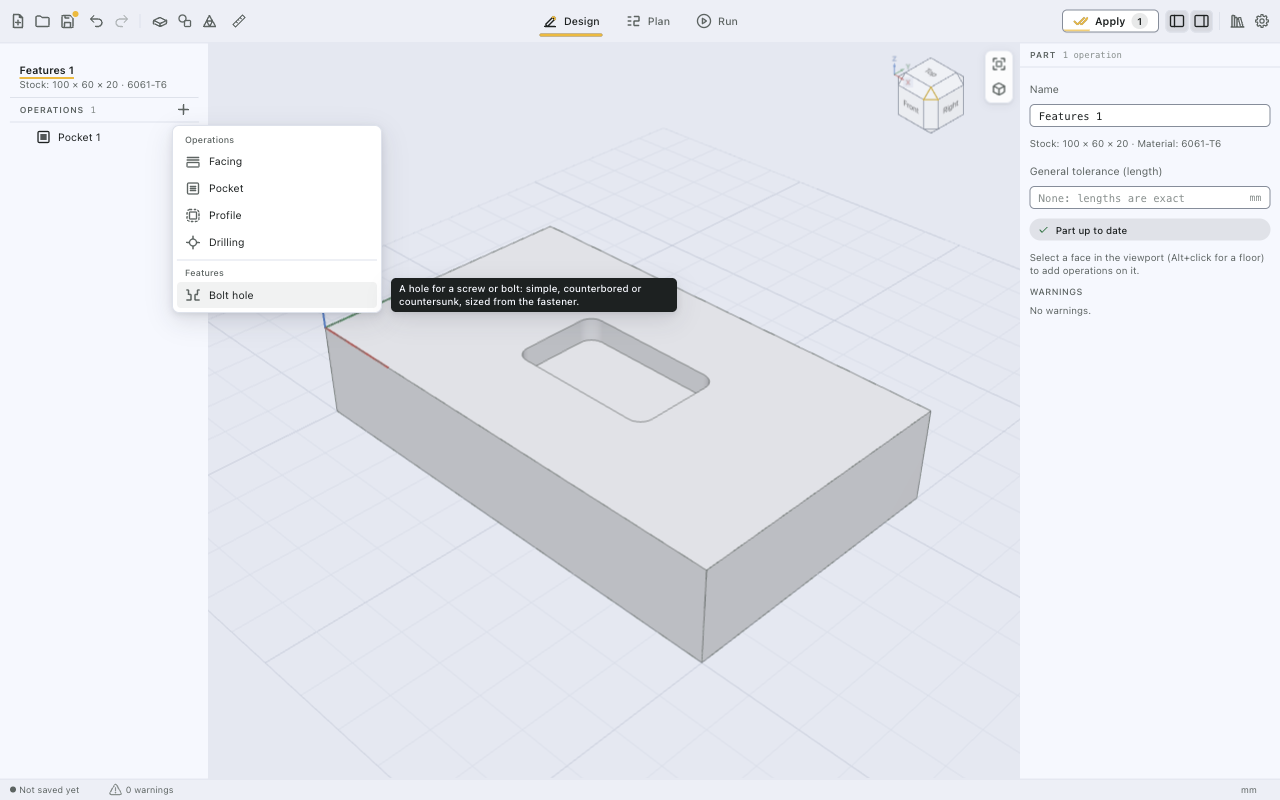 Design
Plan
Run
Apply 1
Features 1
Stock: 100 × 60 × 20 · 6061-T6
OPERATIONS 1
Pocket 1
Operations
Facing
Pocket
Profile
Drilling
Features
Bolt hole
A hole for a screw or bolt: simple, counterbored or
countersunk, sized from the fastener.
Z
Top
Front
Right
PART 1 operation
Name
Features 1
Stock: 100 × 60 × 20 · Material: 6061-T6
General tolerance (length)
None: lengths are exact mm
Part up to date
Select a face in the viewport (Alt+click for a floor)
to add operations on it.
WARNINGS
No warnings.
Not saved yet
0 warnings
mm